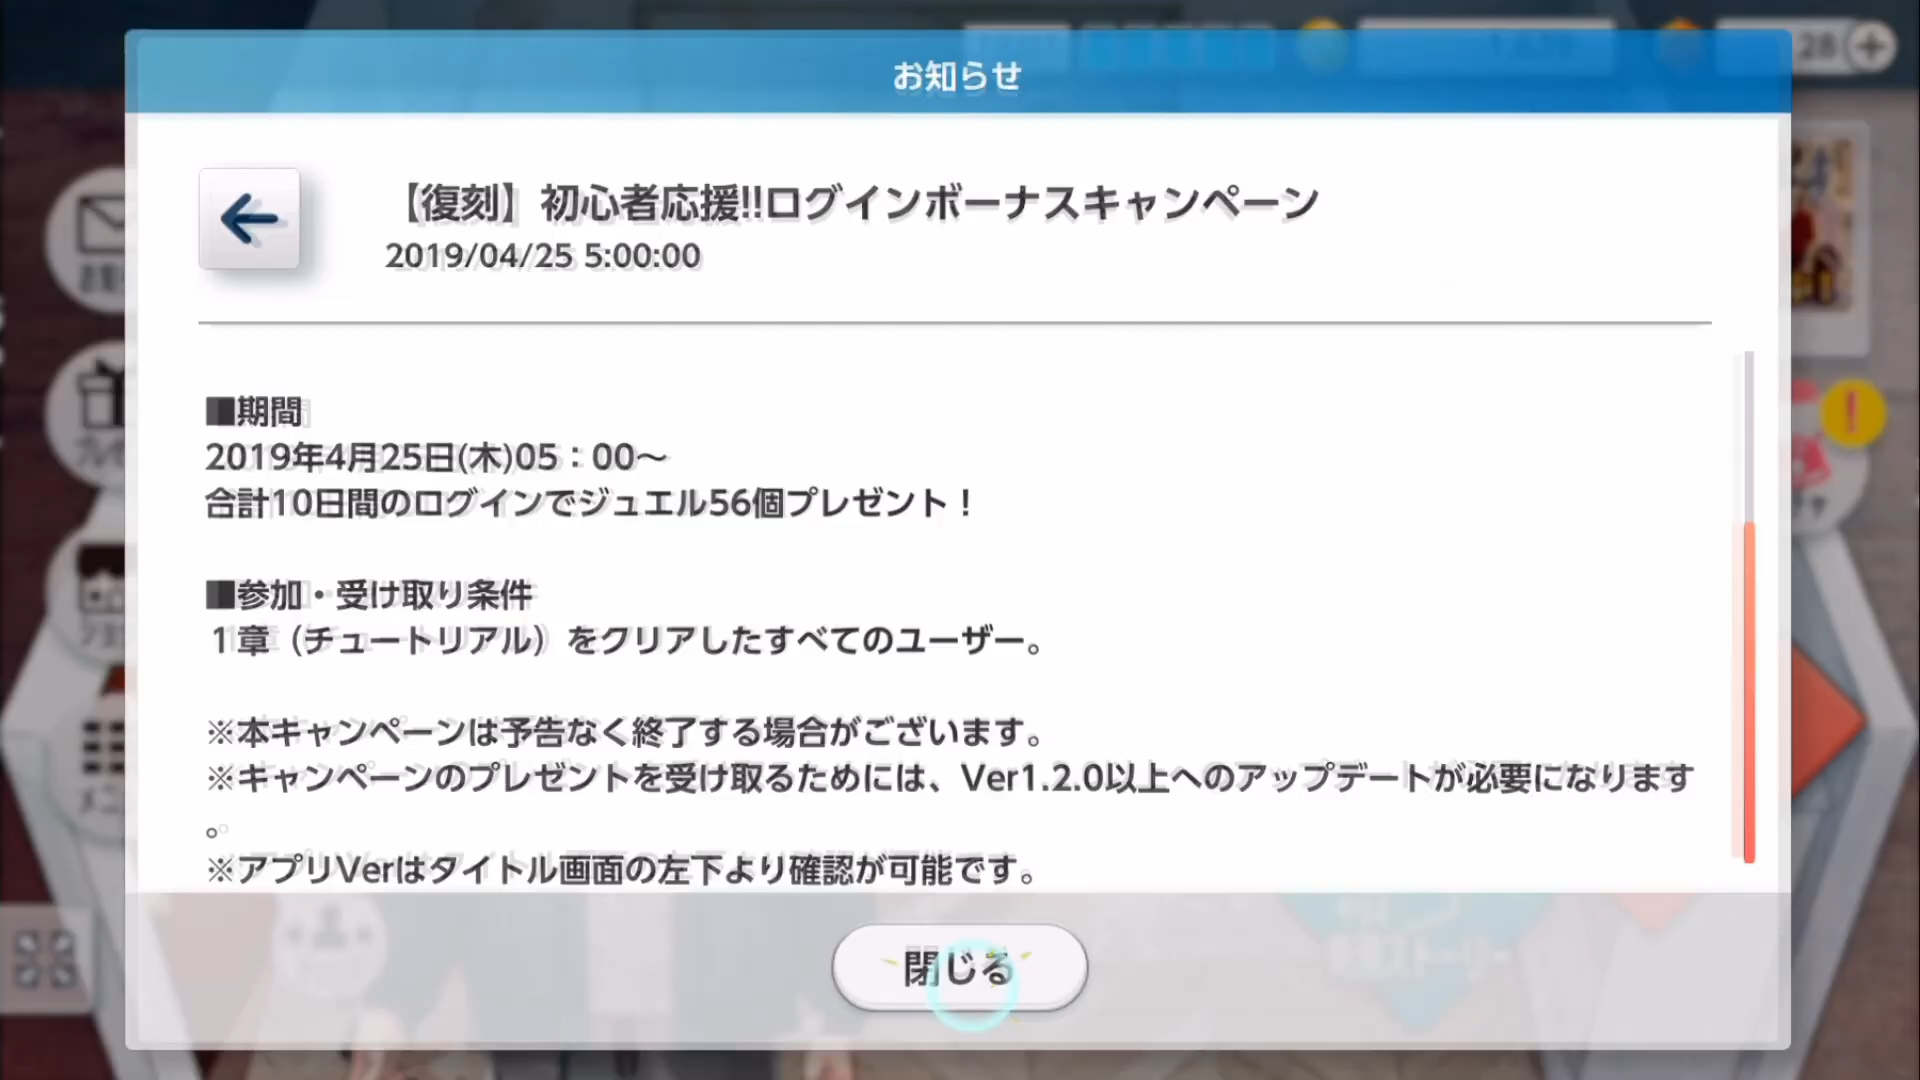 お知らせ
【復刻】初心者応援!!ログインボーナスキャンペーン
2019/04/25 5:00:00
■期間
2019年4月25日(木)05：00〜
合計10日間のログインでジュエル56個プレゼント！
■参加・受け取り条件
1章（チュートリアル）をクリアしたすべてのユーザー。
※本キャンペーンは予告なく終了する場合がございます。
※キャンペーンのプレゼントを受け取るためには、Ver1.2.0以上へのアップデートが必要になります
。
※アプリVerはタイトル画面の左下より確認が可能です。
閉じる
28